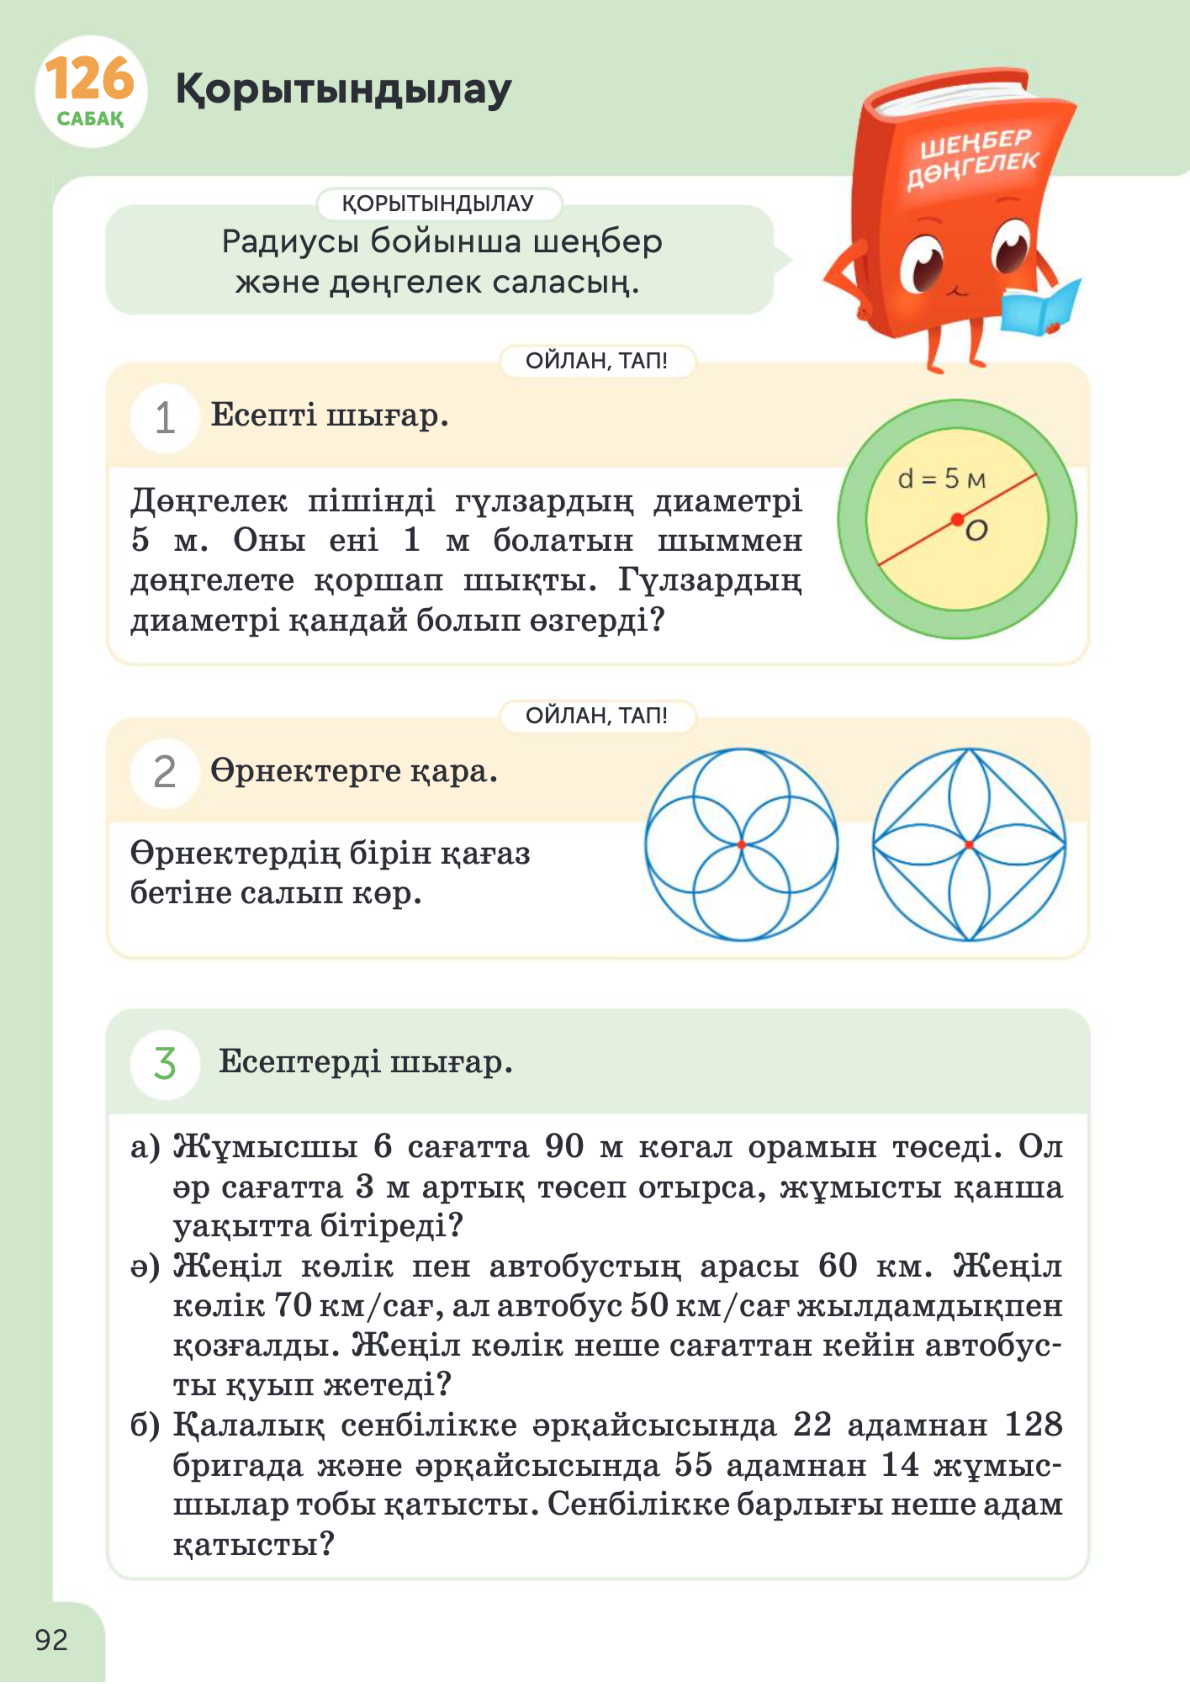 126
САБАҚ
Қорытындылау
ШЕҢБЕР
ДӨҢГЕЛЕК
ҚОРЫТЫНДЫЛАУ
Радиусы бойынша шеңбер
және дөңгелек саласың.
ОЙЛАН, ТАП!
1 Есепті шығар.
d = 5 м
O
Дөңгелек пішінді гүлзардың диаметрі
5 м. Оны ені 1 м болатын шыммен
дөңгелете қоршап шықты. Гүлзардың
диаметрі қандай болып өзгерді?
ОЙЛАН, ТАП!
2 Өрнектерге қара.
Өрнектердің бірін қағаз
бетіне салып көр.
3 Есептерді шығар.
а) Жұмысшы 6 сағатта 90 м көгал орамын төседі. Ол
әр сағатта 3 м артық төсеп отырса, жұмысты қанша
уақытта бітіреді?
ә) Жеңіл көлік пен автобустың арасы 60 км. Жеңіл
көлік 70 км/сағ, ал автобус 50 км/сағ жылдамдықпен
қозғалды. Жеңіл көлік неше сағаттан кейін автобус-
ты қуып жетеді?
б) Қалалық сенбілікке әрқайсысында 22 адамнан 128
бригада және әрқайсысында 55 адамнан 14 жұмыс-
шылар тобы қатысты. Сенбілікке барлығы неше адам
қатысты?
92